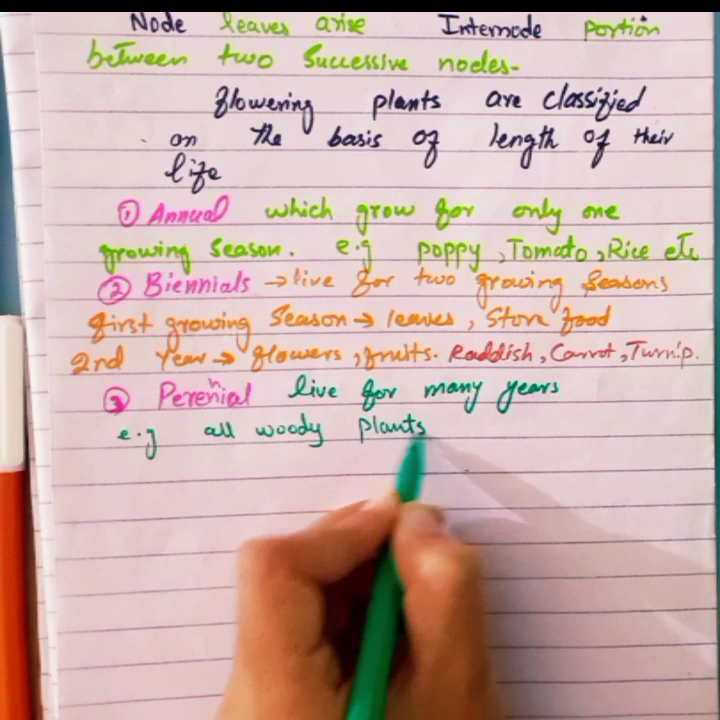 Node leaves arise Internode portion
between two Successive nodes.
flowering plants are classified
on the basis of length of their
life
① Annual which grow for only one
growing Season. e.g poppy, Tomato, Rice etc
② Biennials → live for two growing Seasons
first growing Season → leaves, Store food
2nd Year → flowers, fruits. Raddish, Carrot, Turnip.
③ Perennial live for many years
e.g all woody plants